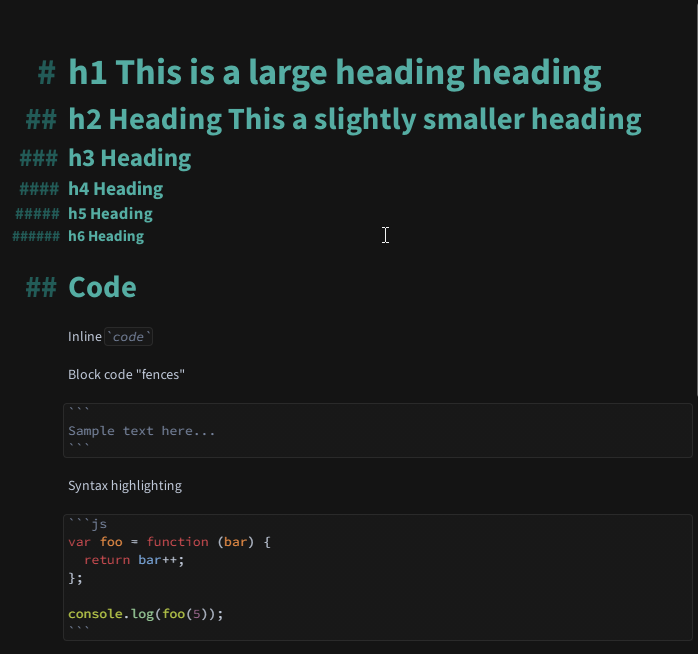 # h1 This is a large heading heading
## h2 Heading This a slightly smaller heading
### h3 Heading
#### h4 Heading
##### h5 Heading
###### h6 Heading
## Code
Inline `code`
Block code "fences"
```
Sample text here...
```
Syntax highlighting
```js
var foo = function (bar) {
  return bar++;
};
console.log(foo(5));
```